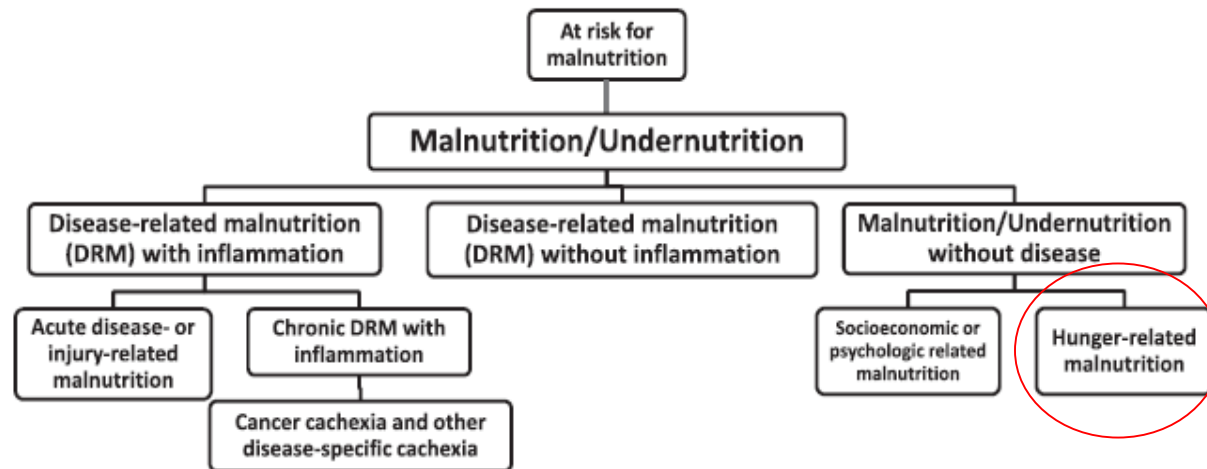 At risk for
malnutrition
Malnutrition/Undernutrition
Disease-related malnutrition
(DRM) with inflammation
Disease-related malnutrition
(DRM) without inflammation
Malnutrition/Undernutrition
without disease
Acute disease- or
injury-related
malnutrition
Chronic DRM with
inflammation
Socioeconomic or
psychologic related
malnutrition
Hunger-related
malnutrition
Cancer cachexia and other
disease-specific cachexia